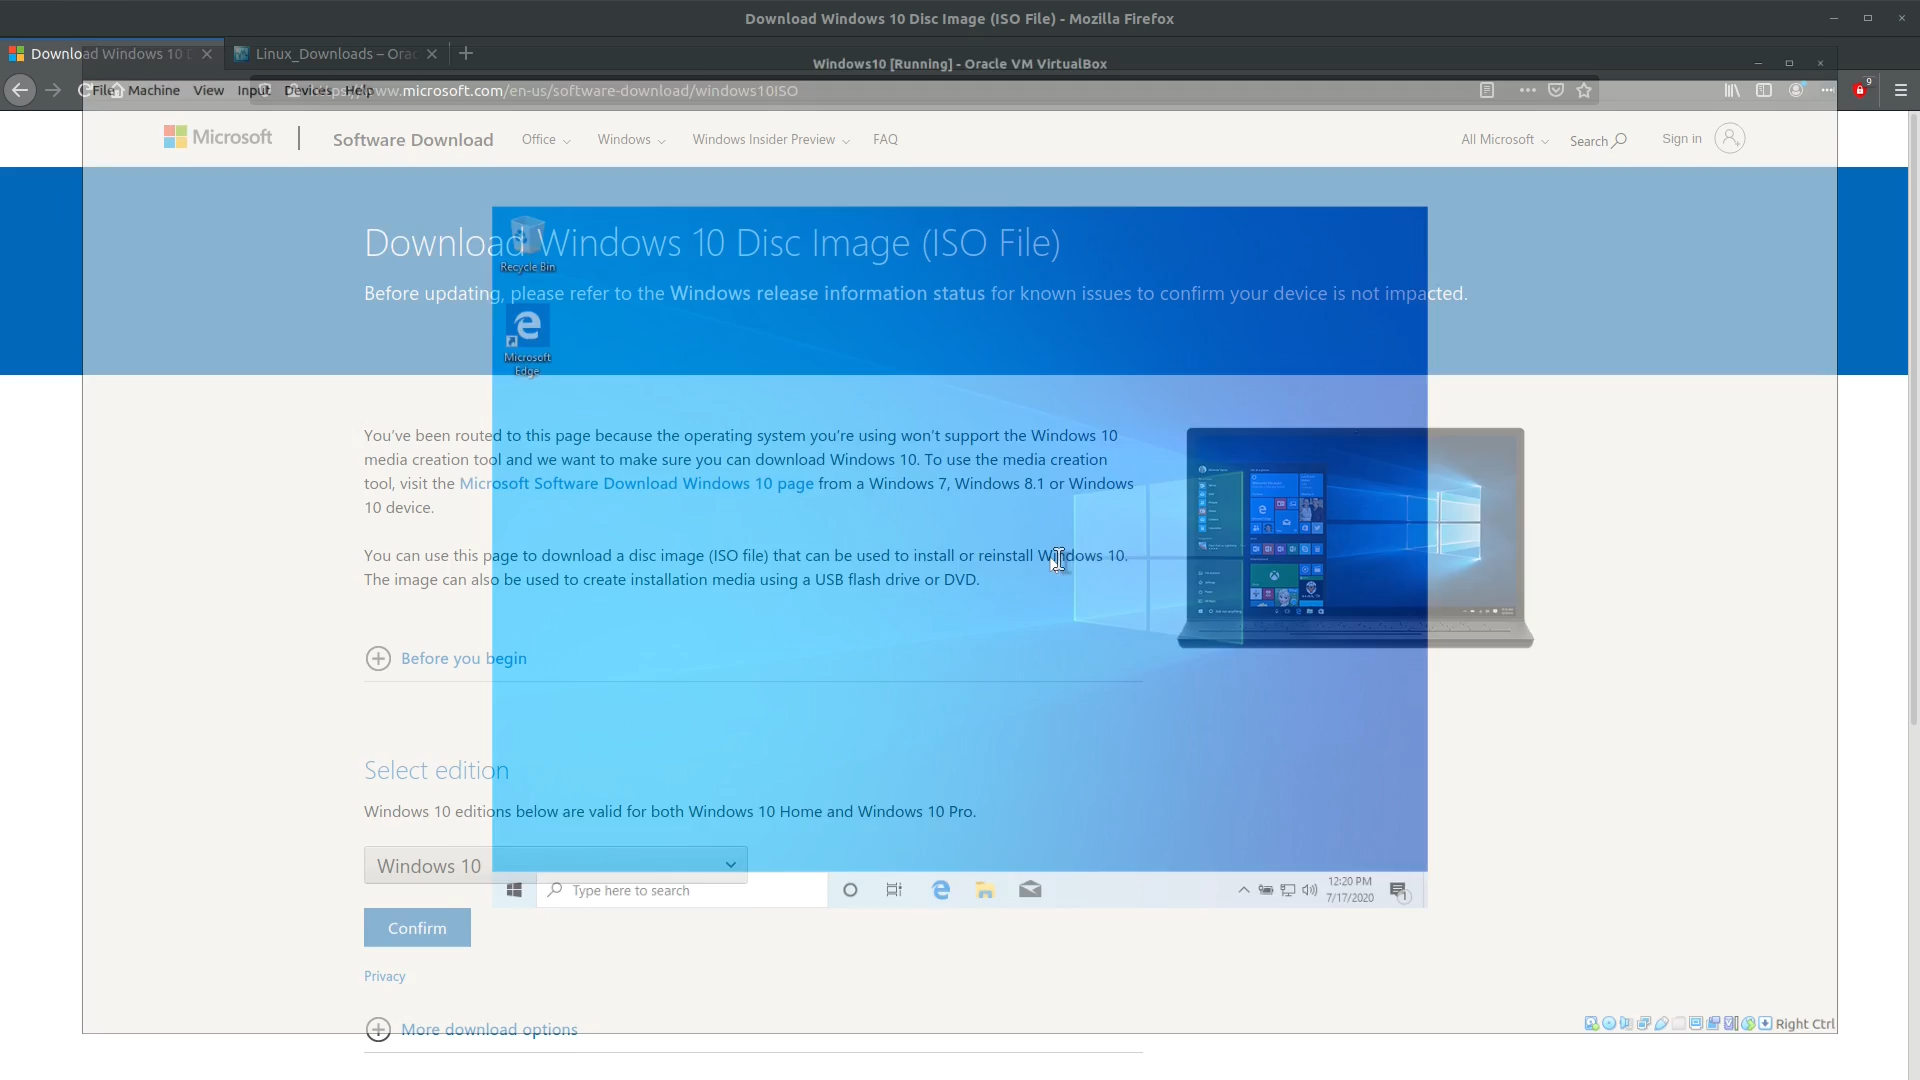 Download Windows 10 Disc Image (ISO File) - Mozilla Firefox
Download Windows 10 D
Linux_Downloads – Orac
Windows10 [Running] - Oracle VM VirtualBox
File Machine View Input Devices Help
www.microsoft.com/en-us/software-download/windows10ISO
9
Microsoft
Software Download
Office
Windows
Windows Insider Preview
FAQ
All Microsoft
Search
Sign in
Download Windows 10 Disc Image (ISO File)
Recycle Bin
Before updating, please refer to the Windows release information status for known issues to confirm your device is not impacted.
Microsoft
Edge
You've been routed to this page because the operating system you're using won't support the Windows 10
media creation tool and we want to make sure you can download Windows 10. To use the media creation
tool, visit the Microsoft Software Download Windows 10 page from a Windows 7, Windows 8.1 or Windows
10 device.
You can use this page to download a disc image (ISO file) that can be used to install or reinstall Windows 10.
The image can also be used to create installation media using a USB flash drive or DVD.
Before you begin
Select edition
Windows 10 editions below are valid for both Windows 10 Home and Windows 10 Pro.
Windows 10
Type here to search
12:20 PM
7/17/2020
1
Confirm
Privacy
More download options
Right Ctrl